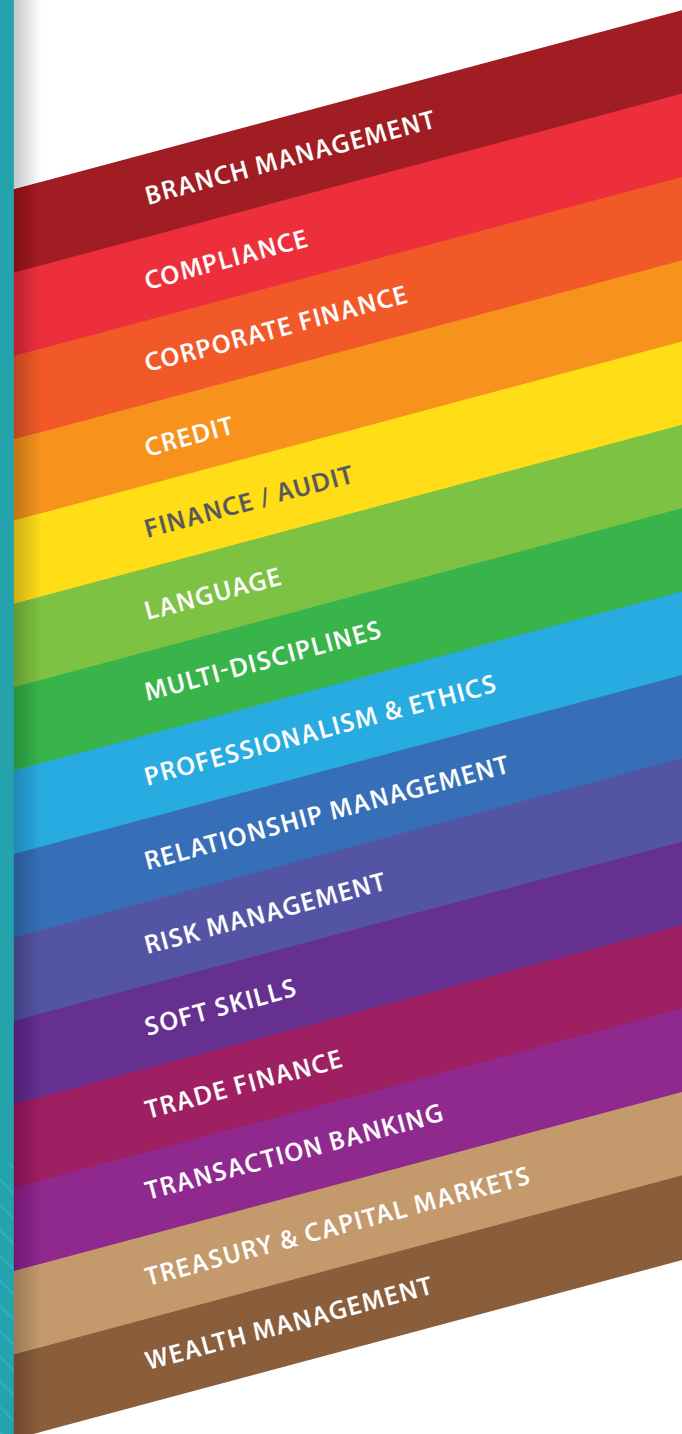 BRANCH MANAGEMENT
COMPLIANCE
CORPORATE FINANCE
CREDIT
FINANCE / AUDIT
LANGUAGE
MULTI-DISCIPLINES
PROFESSIONALISM & ETHICS
RELATIONSHIP MANAGEMENT
RISK MANAGEMENT
SOFT SKILLS
TRADE FINANCE
TRANSACTION BANKING
TREASURY & CAPITAL MARKETS
WEALTH MANAGEMENT